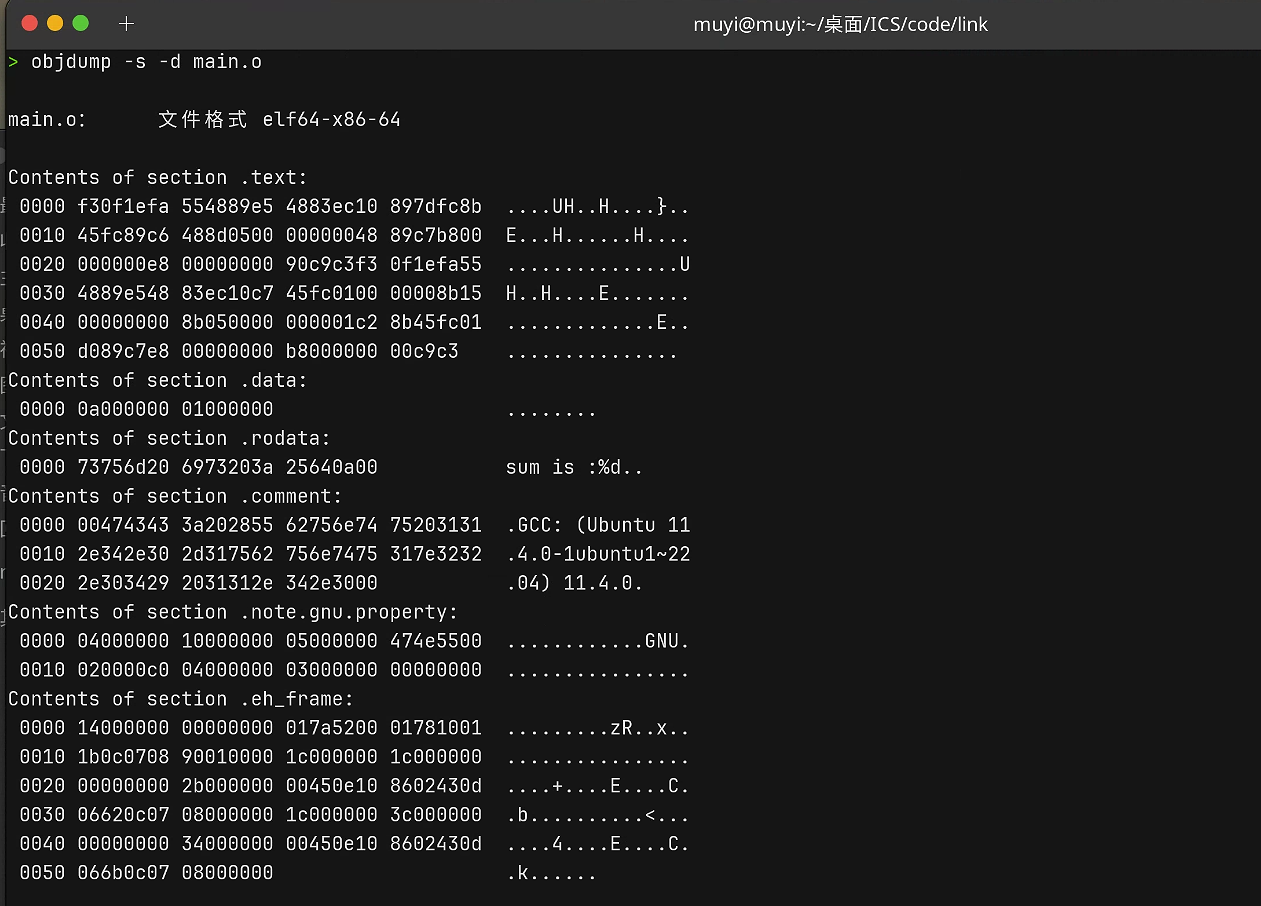 muyi@muyi:~/桌面/ICS/code/link
> objdump -s -d main.o
main.o:      文件格式 elf64-x86-64
Contents of section .text:
 0000 f30f1efa 554889e5 4883ec10 897dfc8b  ....UH..H....}..
 0010 45fc89c6 488d0500 00000048 89c7b800  E...H......H....
 0020 000000e8 00000000 90c9c3f3 0f1efa55  ...............U
 0030 4889e548 83ec10c7 45fc0100 00008b15  H..H....E.......
 0040 00000000 8b050000 000001c2 8b45fc01  .............E..
 0050 d089c7e8 00000000 b8000000 00c9c3    ...............
Contents of section .data:
 0000 0a000000 01000000                    ........
Contents of section .rodata:
 0000 73756d20 6973203a 25640a00           sum is :%d..
Contents of section .comment:
 0000 00474343 3a202855 62756e74 75203131  .GCC: (Ubuntu 11
 0010 2e342e30 2d317562 756e7475 317e3232  .4.0-1ubuntu1~22
 0020 2e303429 2031312e 342e3000           .04) 11.4.0.
Contents of section .note.gnu.property:
 0000 04000000 10000000 05000000 474e5500  ............GNU.
 0010 020000c0 04000000 03000000 00000000  ................
Contents of section .eh_frame:
 0000 14000000 00000000 017a5200 01781001  .........zR..x..
 0010 1b0c0708 90010000 1c000000 1c000000  ................
 0020 00000000 2b000000 00450e10 8602430d  ....+....E....C.
 0030 06620c07 08000000 1c000000 3c000000  .b..........<...
 0040 00000000 34000000 00450e10 8602430d  ....4....E....C.
 0050 066b0c07 08000000                    .k......